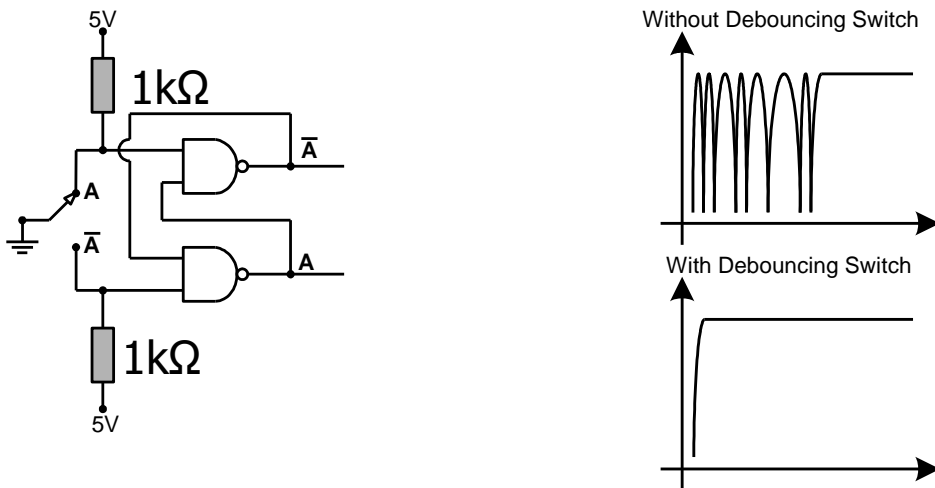 5V
1kΩ
A̅
A
A̅
A
1kΩ
5V
Without Debouncing Switch
With Debouncing Switch